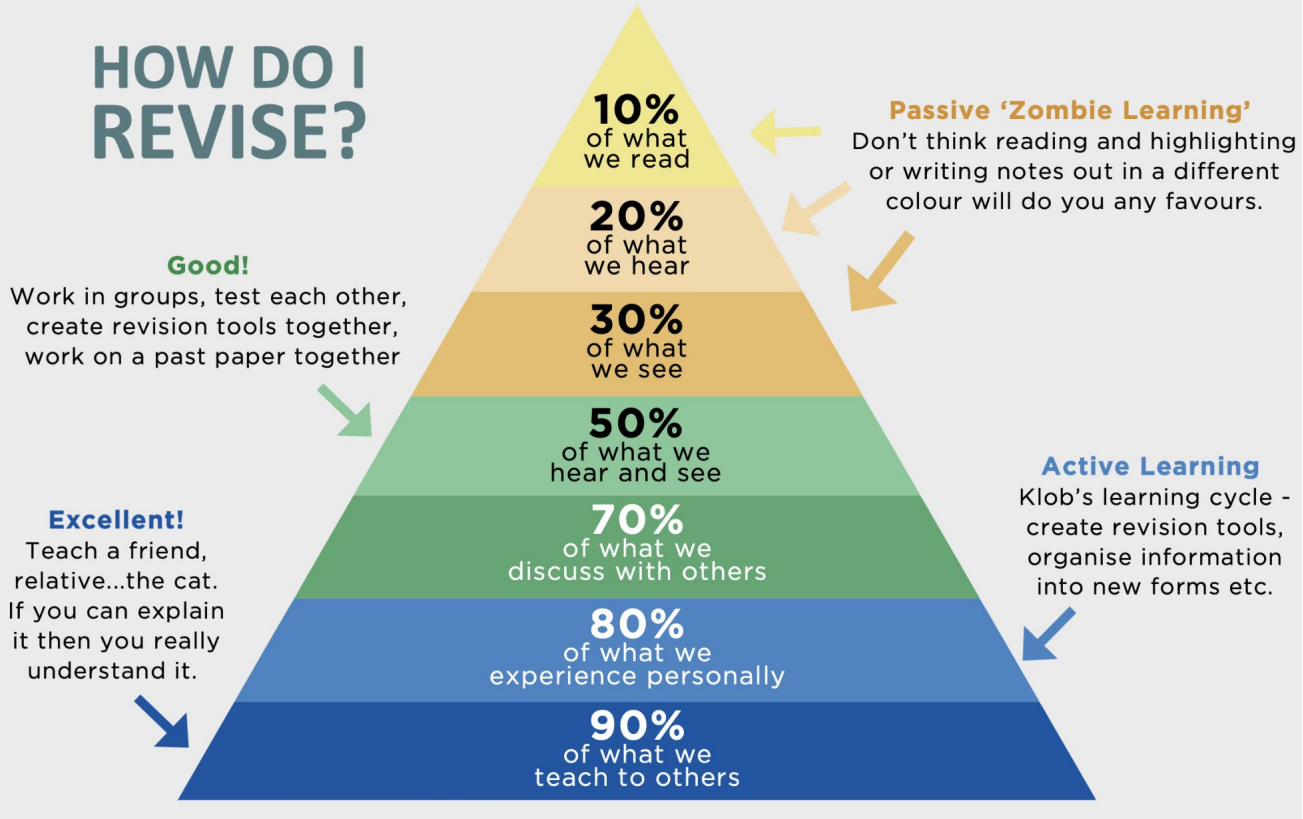 HOW DO I
REVISE?
10%
of what
we read
Passive ‘Zombie Learning’
Don’t think reading and highlighting
or writing notes out in a different
colour will do you any favours.
20%
of what
we hear
Good!
Work in groups, test each other,
create revision tools together,
work on a past paper together
30%
of what
we see
50%
of what we
hear and see
Active Learning
Klob’s learning cycle -
create revision tools,
organise information
into new forms etc.
70%
of what we
discuss with others
Excellent!
Teach a friend,
relative...the cat.
If you can explain
it then you really
understand it.
80%
of what we
experience personally
90%
of what we
teach to others